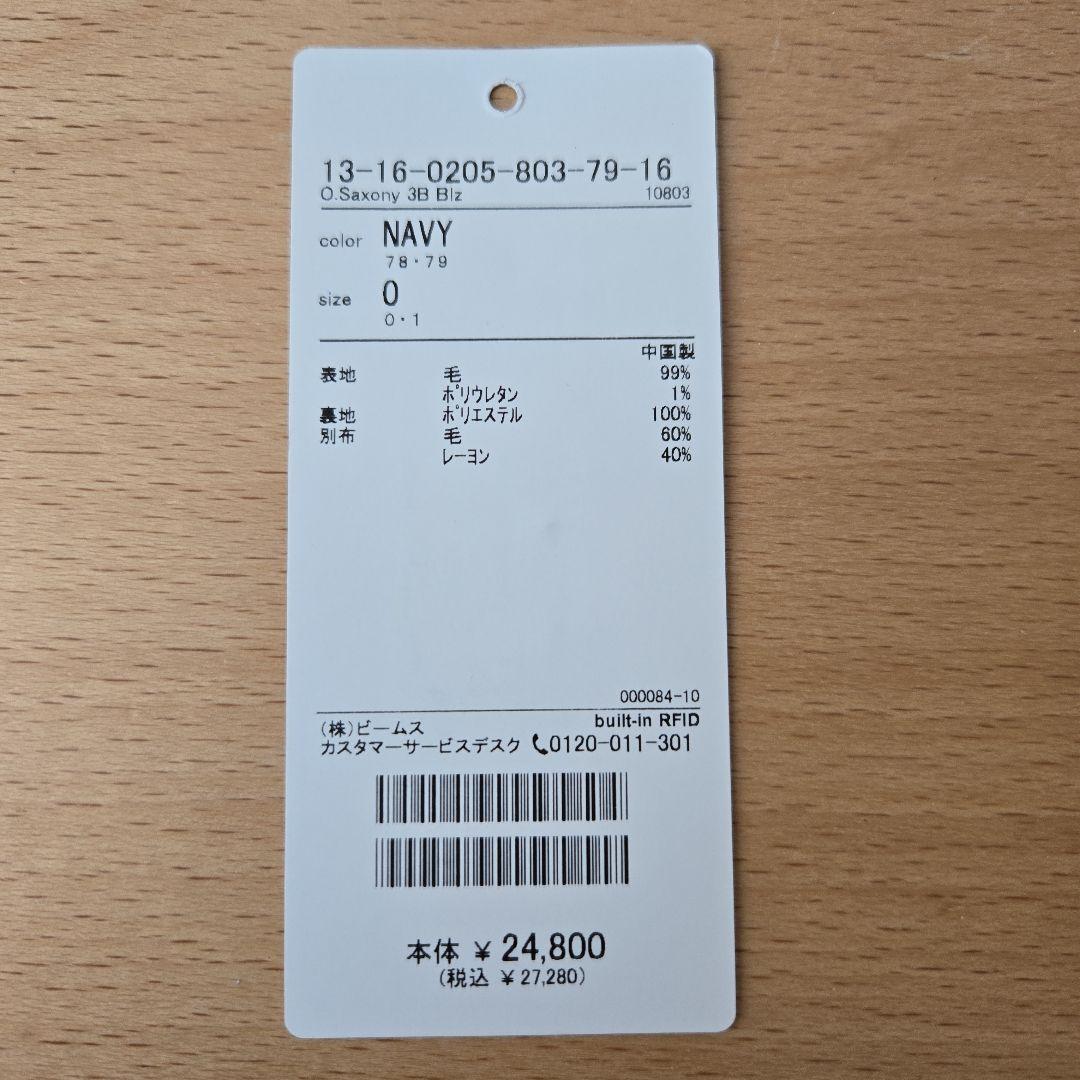 13-16-0205-803-79-16
O.Saxony 3B Blz 10803
color NAVY
78・79
size 0
0・1
中国製
表地 毛 99%
ポリウレタン 1%
裏地 ポリエステル 100%
別布 毛 60%
レーヨン 40%
000084-10
built-in RFID
(株)ビームス
カスタマーサービスデスク 0120-011-301
本体 ¥ 24,800
(税込 ¥ 27,280)